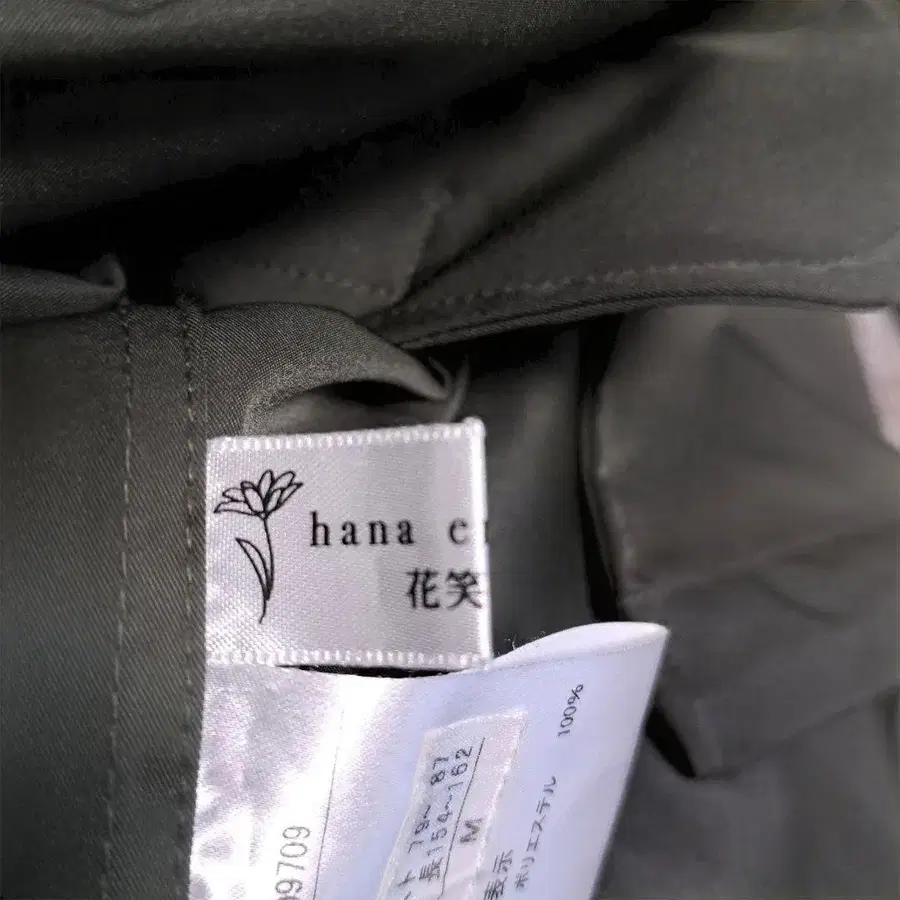 hana e
花笑
99709
ト 79~ 87
長154~162
M
表示
ポリエステル 100%